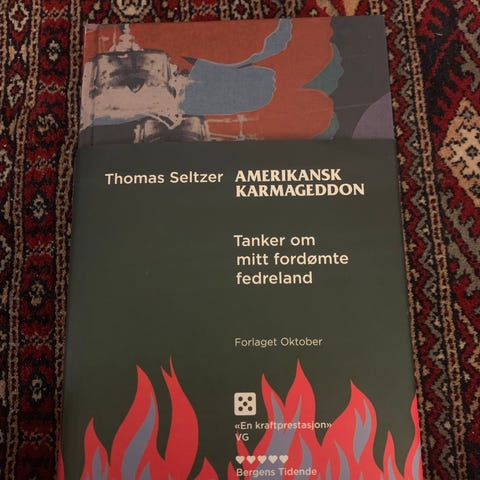 Thomas Seltzer
AMERIKANSK
KARMAGEDDON
Tanker om
mitt fordømte
fedreland
Forlaget Oktober
«En kraftprestasjon»
VG
Bergens Tidende